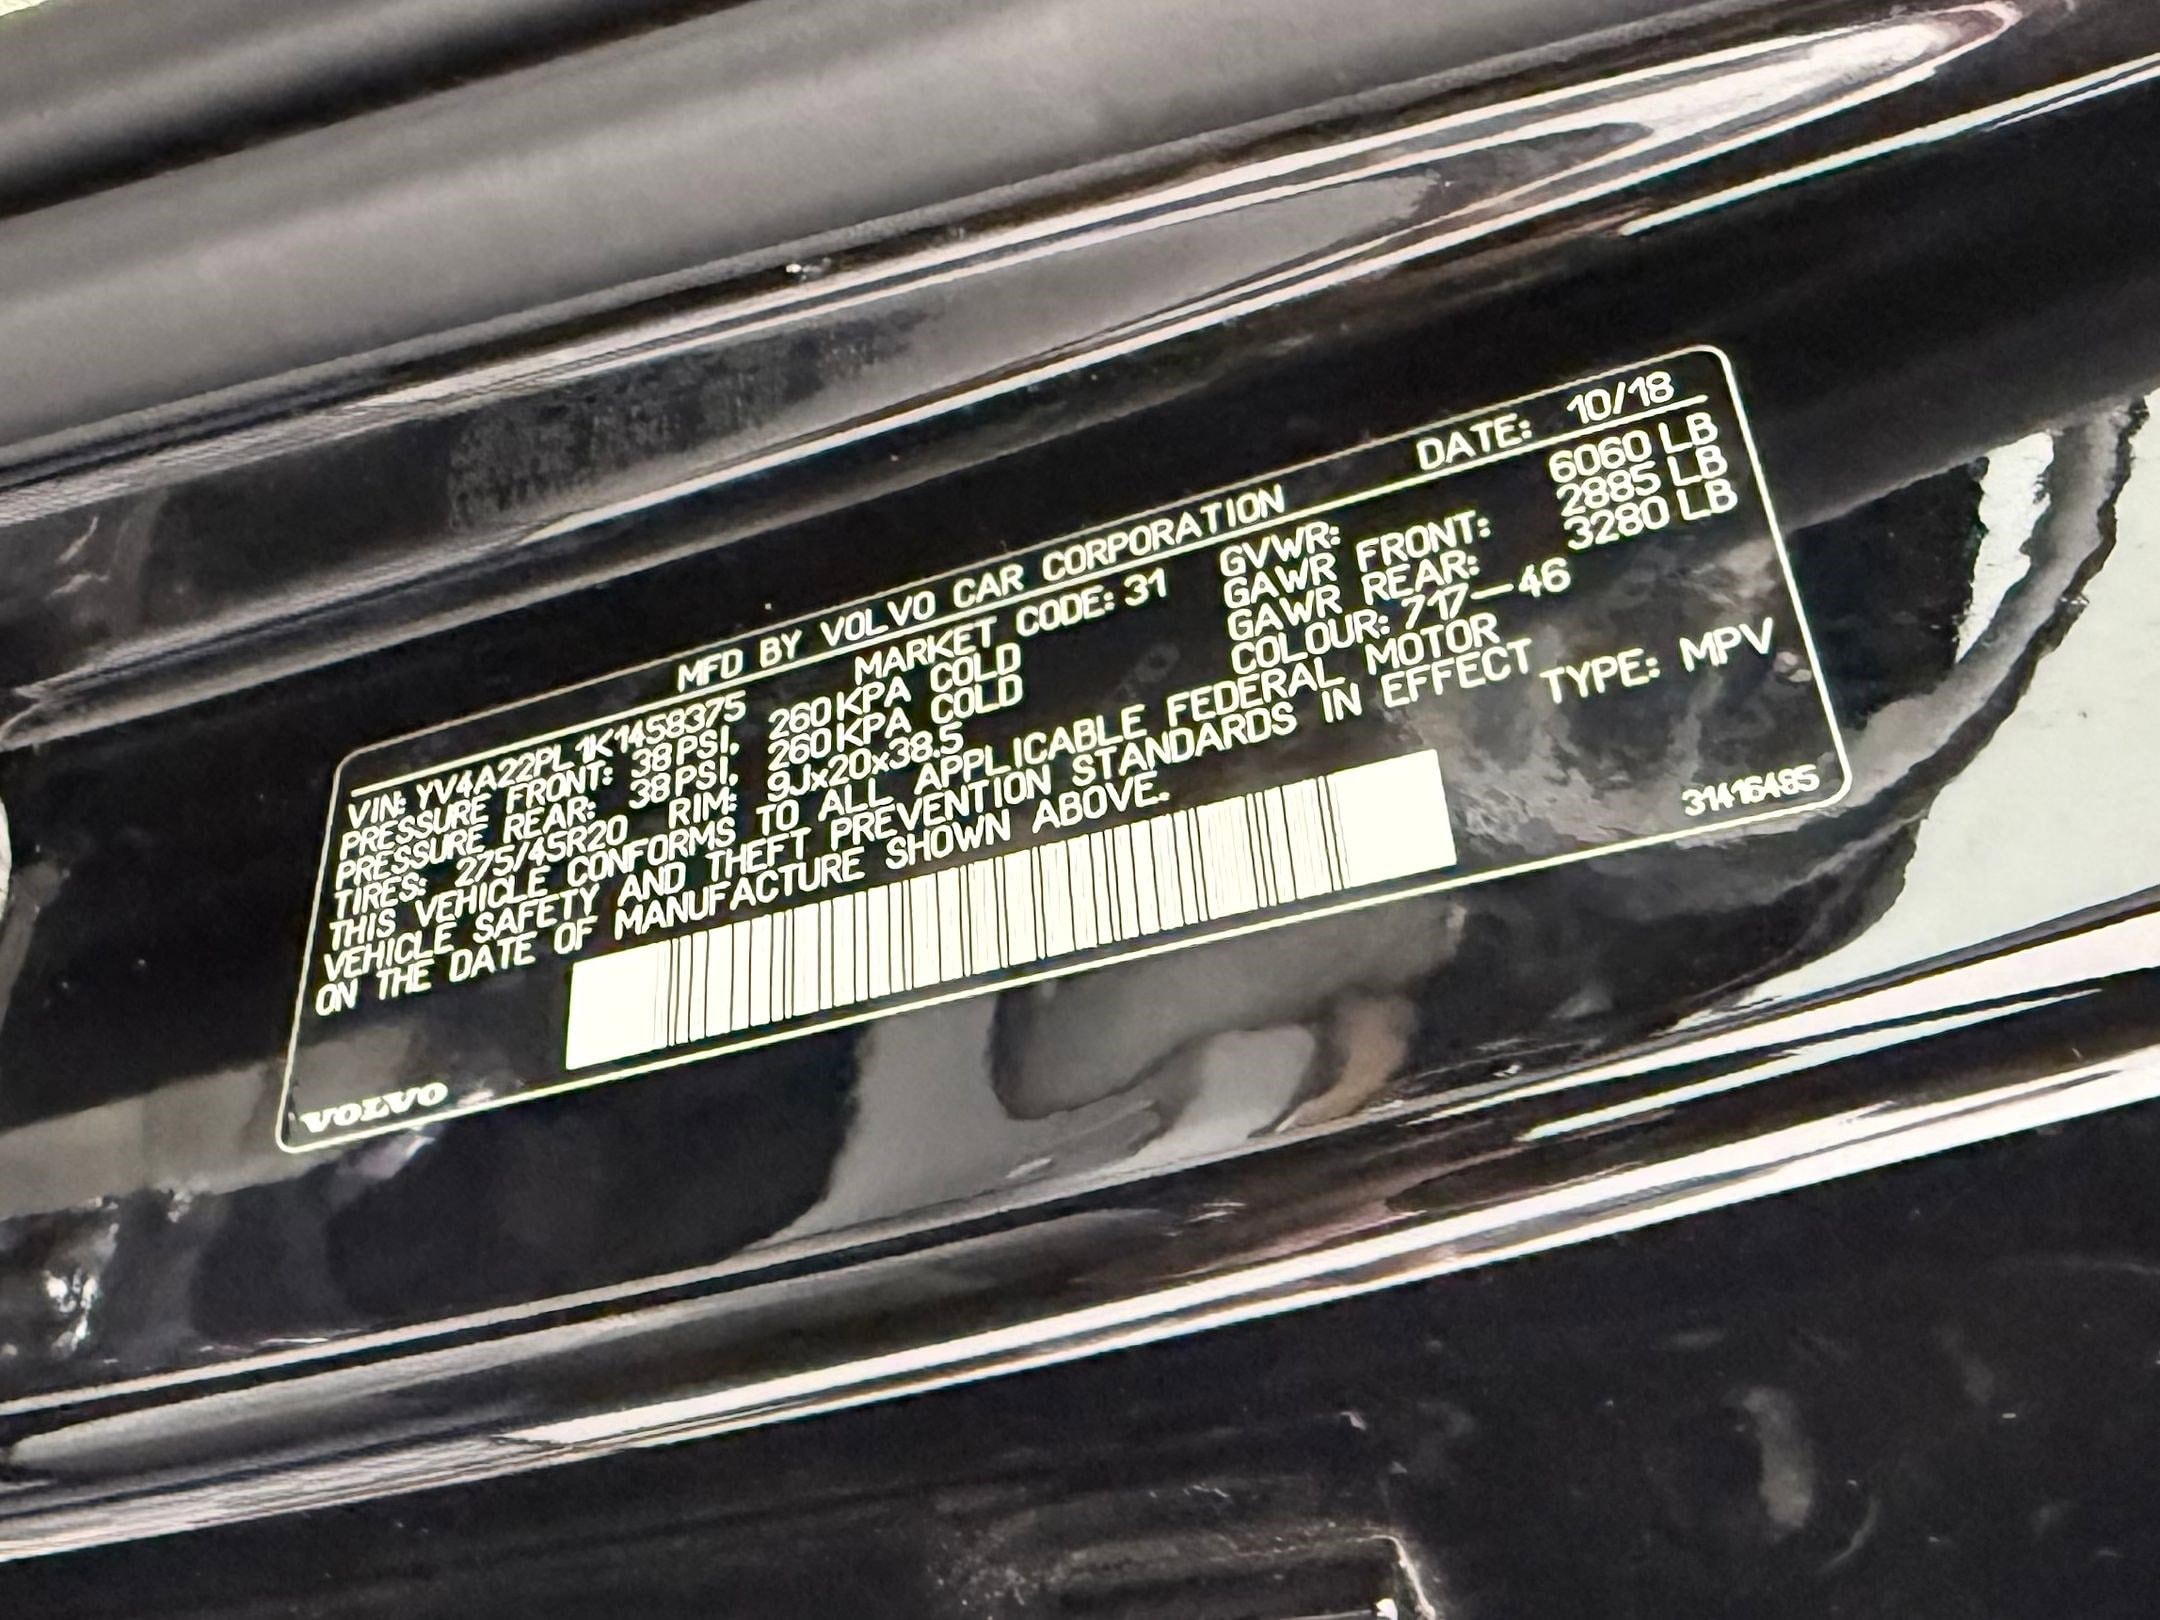 MFD BY VOLVO CAR CORPORATION DATE: 10/18
VIN: YV4A22PL1K1458375 MARKET CODE: 31 GVWR: 6060 LB
PRESSURE FRONT: 38 PSI, 260 KPA COLD GAWR FRONT: 2885 LB
PRESSURE REAR: 38 PSI, 260 KPA COLD GAWR REAR: 3280 LB
TIRES: 275/45R20 RIM: 9Jx20x38.5 COLOUR: 717-46
THIS VEHICLE CONFORMS TO ALL APPLICABLE FEDERAL MOTOR
VEHICLE SAFETY AND THEFT PREVENTION STANDARDS IN EFFECT TYPE: MPV
ON THE DATE OF MANUFACTURE SHOWN ABOVE.
31416485
VOLVO